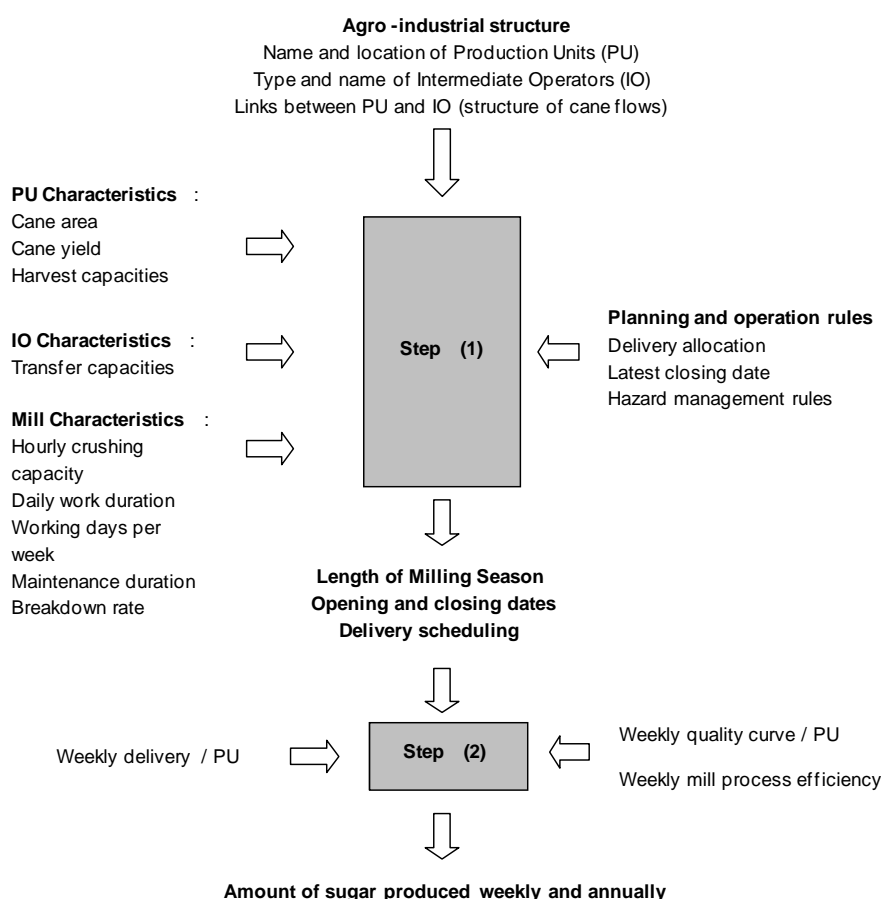 Agro -industrial structure
Name and location of Production Units (PU)
Type and name of Intermediate Operators (IO)
Links between PU and IO (structure of cane flows)
PU Characteristics :
Cane area
Cane yield
Harvest capacities
IO Characteristics :
Transfer capacities
Mill Characteristics :
Hourly crushing
capacity
Daily work duration
Working days per
week
Maintenance duration
Breakdown rate
Step (1)
Planning and operation rules
Delivery allocation
Latest closing date
Hazard management rules
Length of Milling Season
Opening and closing dates
Delivery scheduling
Weekly delivery / PU
Step (2)
Weekly quality curve / PU
Weekly mill process efficiency
Amount of sugar produced weekly and annually